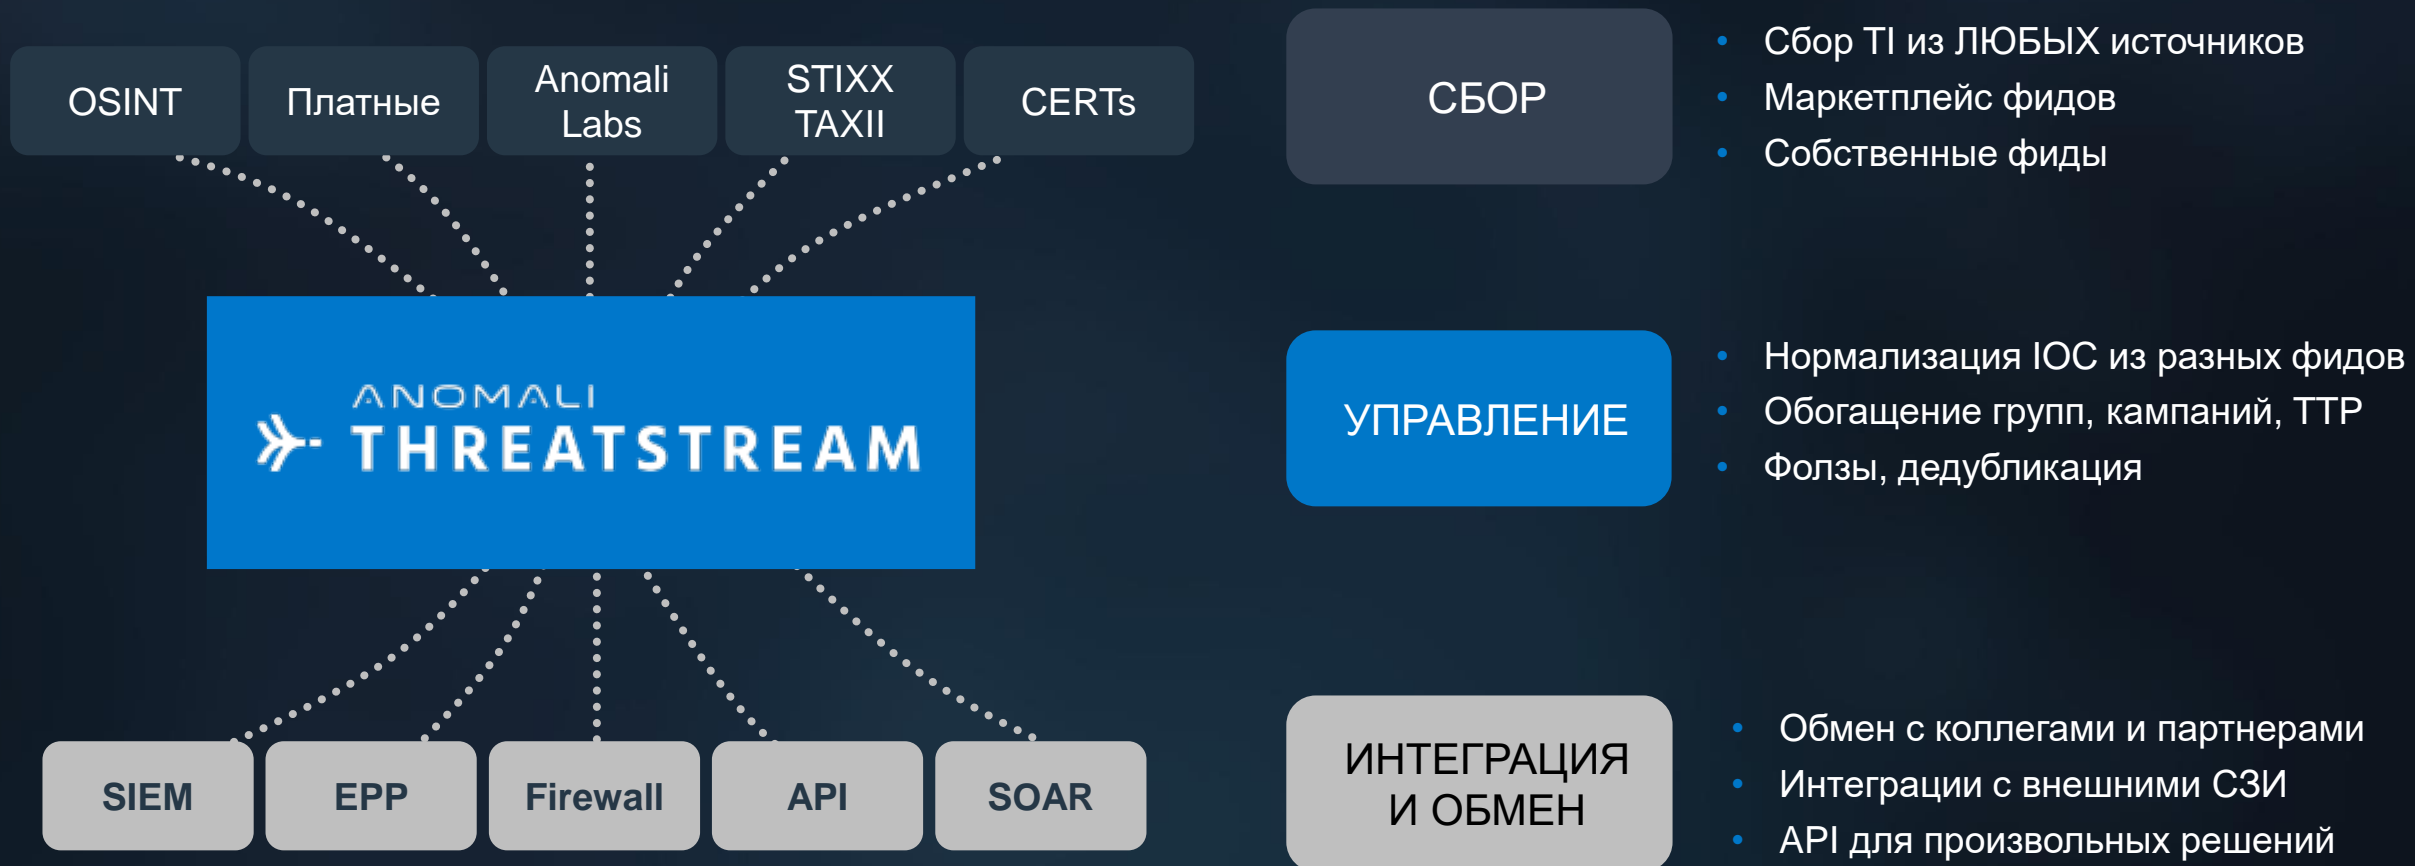 OSINT
Платные
Anomali
Labs
STIXX
TAXII
CERTs
ANOMALI
THREATSTREAM
SIEM
EPP
Firewall
API
SOAR
СБОР
Сбор TI из ЛЮБЫХ источников
Маркетплейс фидов
Собственные фиды
УПРАВЛЕНИЕ
Нормализация IOC из разных фидов
Обогащение групп, кампаний, TTP
Фолзы, дедубликация
ИНТЕГРАЦИЯ
И ОБМЕН
Обмен с коллегами и партнерами
Интеграции с внешними СЗИ
API для произвольных решений